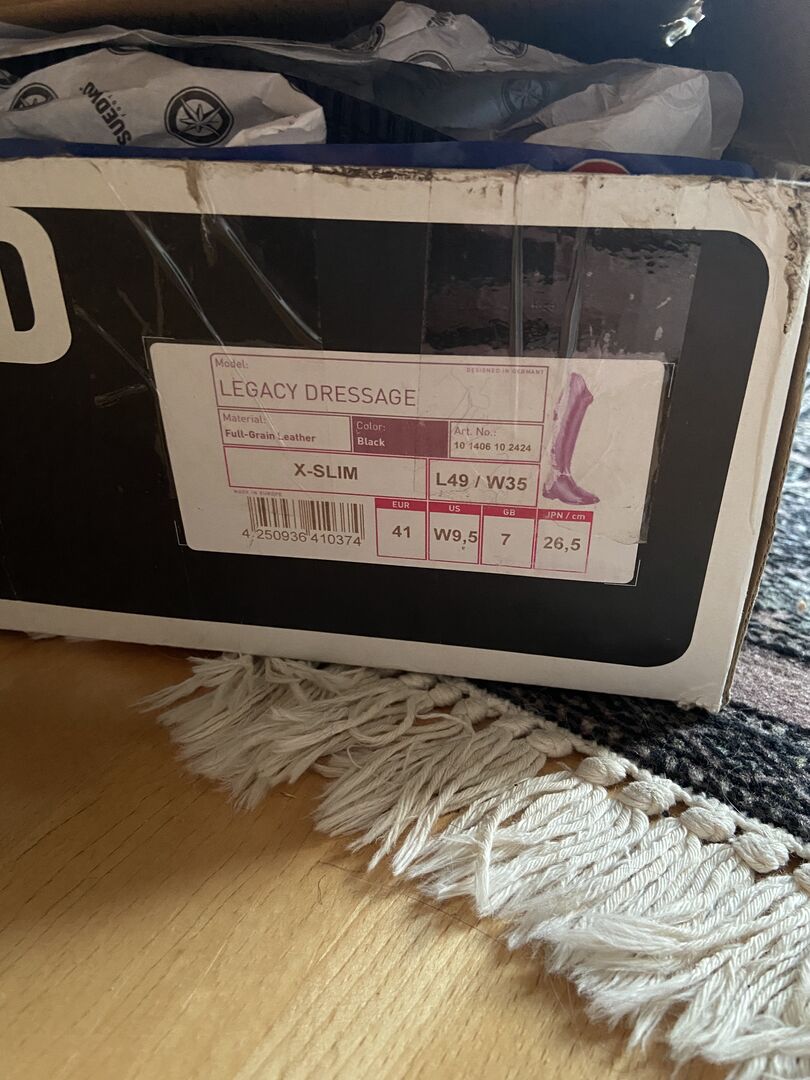 SUEDWI
D
Model:
DESIGNED IN GERMANY
LEGACY DRESSAGE
Material:
Full-Grain Leather
Color:
Black
Art. No.:
10 1406 10 2424
X-SLIM
L49 / W35
MADE IN EUROPE
4 250936 410374
EUR
US
GB
JPN / cm
41
W9,5
7
26,5